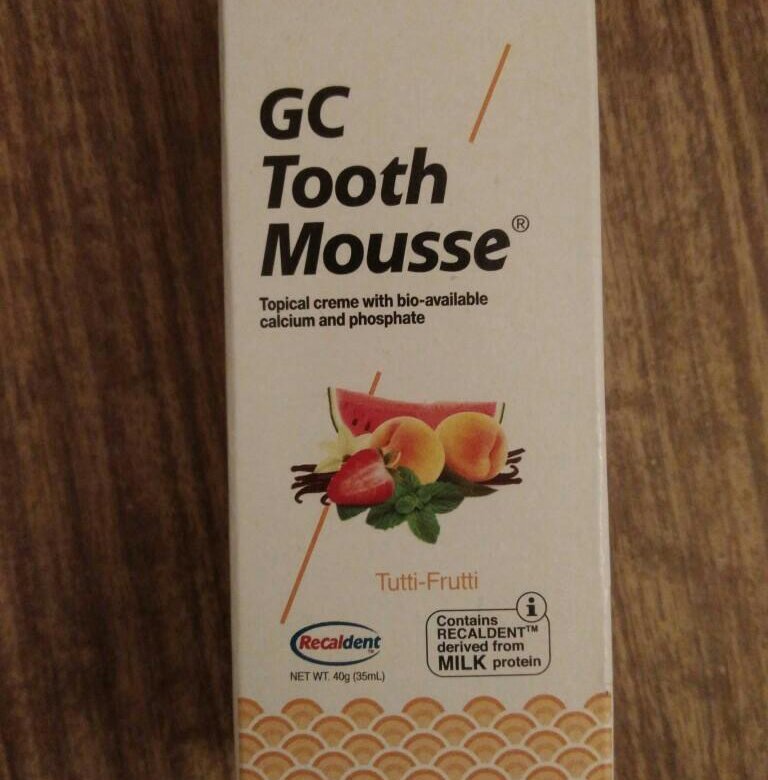 GC
Tooth
Mousse®
Topical creme with bio-available
calcium and phosphate
Tutti-Frutti
Recaldent™
NET WT. 40g (35mL)
i
Contains
RECALDENT™
derived from
MILK protein